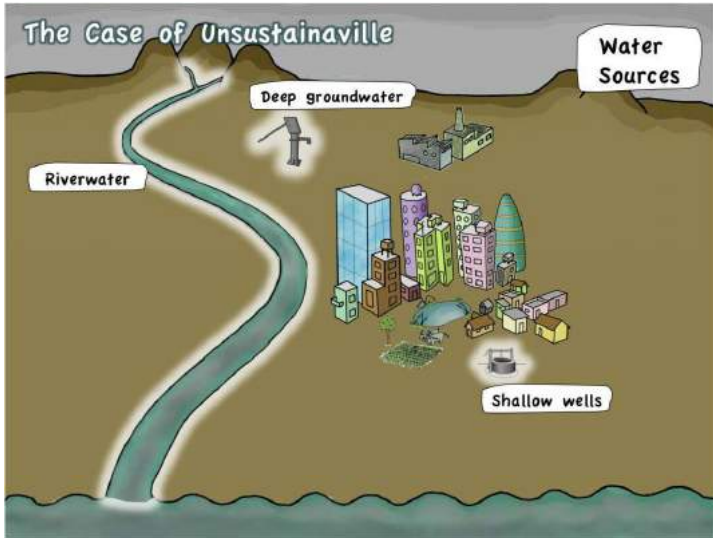 The Case of Unsustainaville
Water
Sources
Deep groundwater
Riverwater
Shallow wells